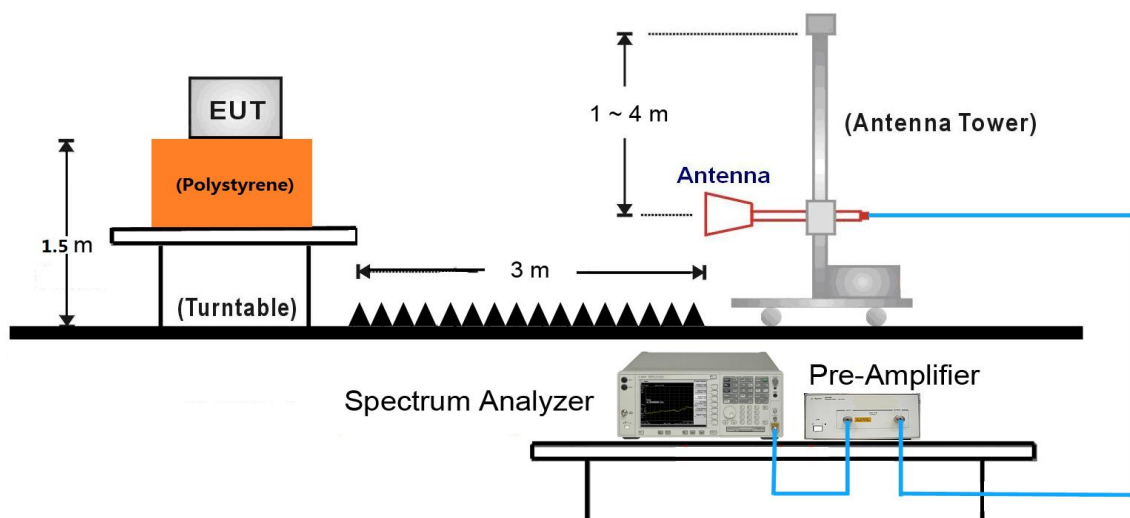 EUT
1 ~ 4 m
(Antenna Tower)
Antenna
(Polystyrene)
1.5 m
3 m
(Turntable)
Spectrum Analyzer
Pre-Amplifier